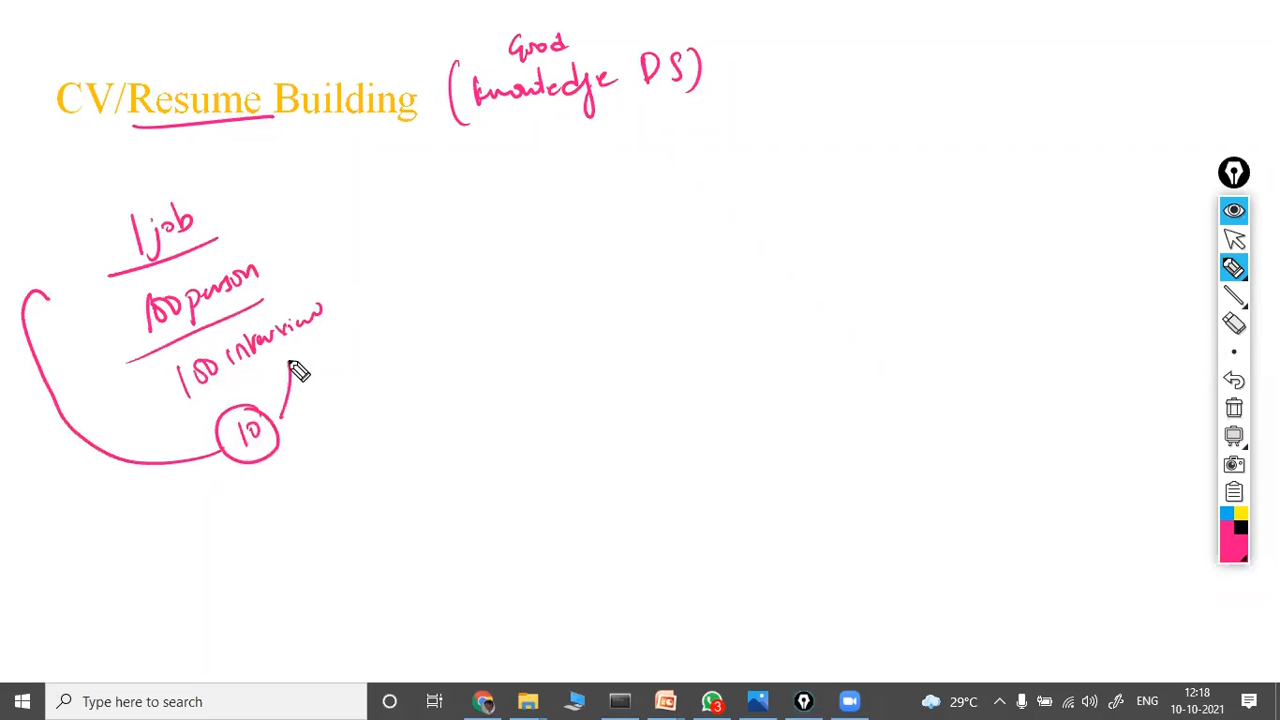 Good
CV/Resume Building (knowledge DS)
1 job
100 person
100 interview
10
Type here to search
3
29°C
ENG
12:18
10-10-2021